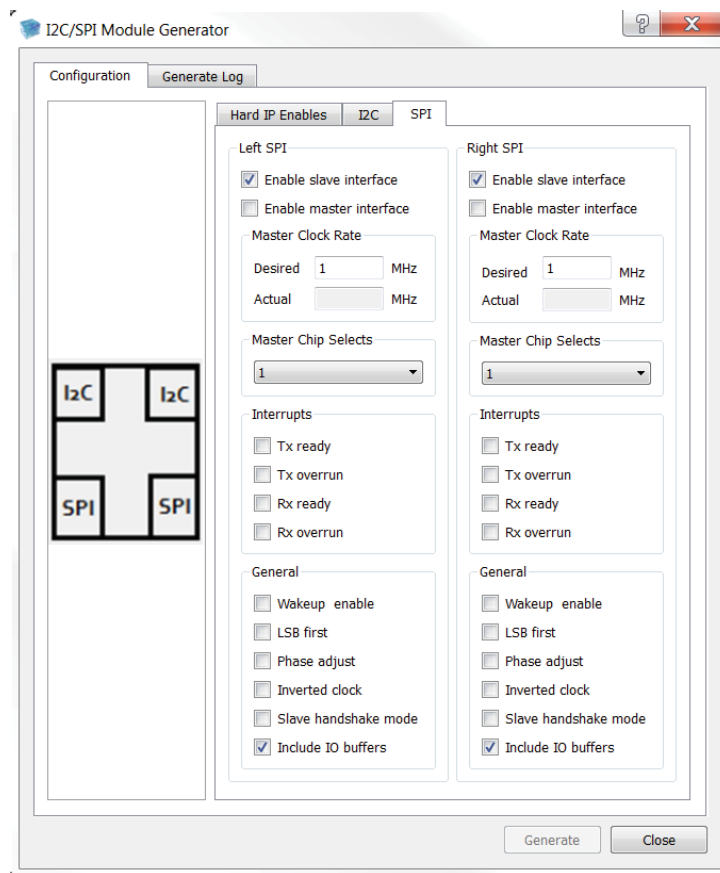 I2C/SPI Module Generator
Configuration
Generate Log
Hard IP Enables
I2C
SPI
I2C
I2C
SPI
SPI
Left SPI
Enable slave interface
Enable master interface
Master Clock Rate
Desired 1 MHz
Actual MHz
Master Chip Selects
1
Interrupts
Tx ready
Tx overrun
Rx ready
Rx overrun
General
Wakeup enable
LSB first
Phase adjust
Inverted clock
Slave handshake mode
Include IO buffers
Right SPI
Enable slave interface
Enable master interface
Master Clock Rate
Desired 1 MHz
Actual MHz
Master Chip Selects
1
Interrupts
Tx ready
Tx overrun
Rx ready
Rx overrun
General
Wakeup enable
LSB first
Phase adjust
Inverted clock
Slave handshake mode
Include IO buffers
Generate
Close